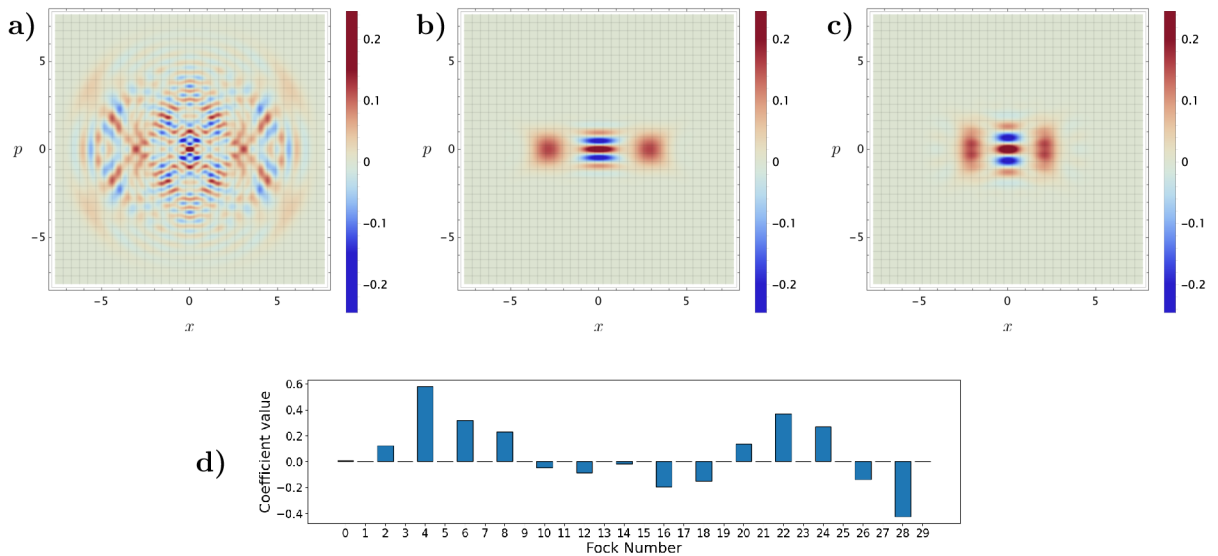 a)
b)
c)
0.2
0.1
0
−0.1
−0.2
0.2
0.1
0
−0.1
−0.2
0.2
0.1
0
−0.1
−0.2
5
0
−5
p
−5 0 5
x
5
0
−5
p
−5 0 5
x
5
0
−5
p
−5 0 5
x
d)
Coefficient value
0.6
0.4
0.2
0.0
−0.2
−0.4
0 1 2 3 4 5 6 7 8 9 10 11 12 13 14 15 16 17 18 19 20 21 22 23 24 25 26 27 28 29
Fock Number